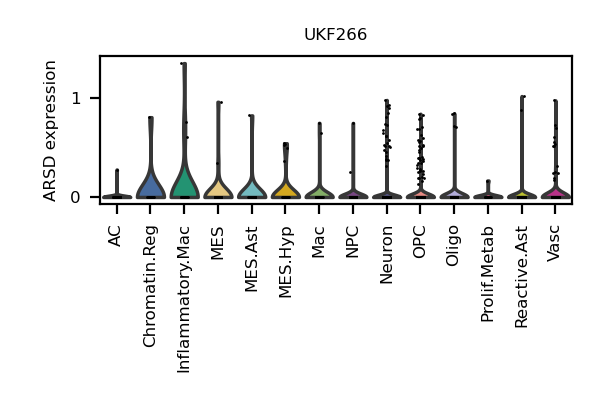 UKF266
ARSD expression
1
0
AC
Chromatin.Reg
Inflammatory.Mac
MES
MES.Ast
MES.Hyp
Mac
NPC
Neuron
OPC
Oligo
Prolif.Metab
Reactive.Ast
Vasc